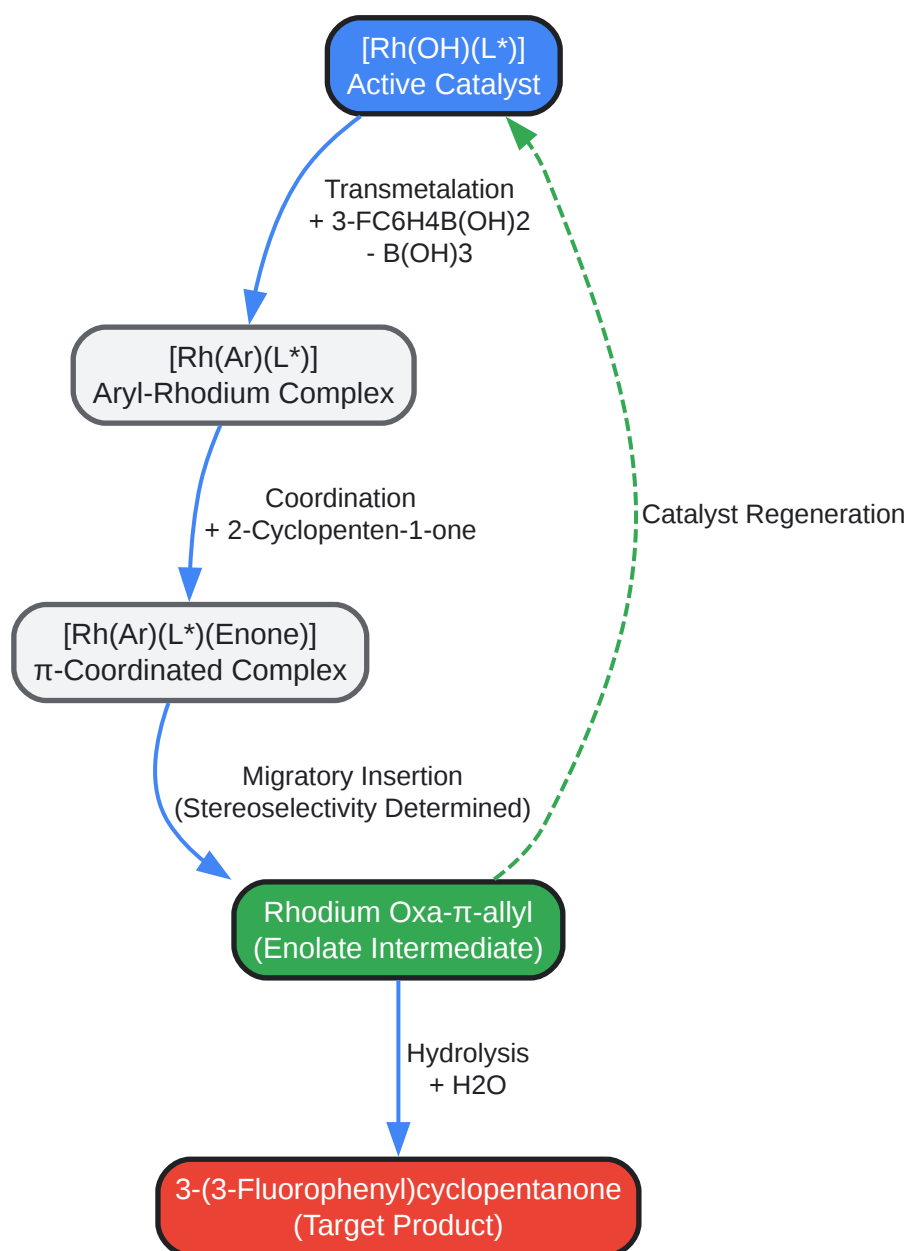 [Rh(OH)(L*)]
Active Catalyst
Transmetalation
+ 3-FC6H4B(OH)2
- B(OH)3
[Rh(Ar)(L*)]
Aryl-Rhodium Complex
Coordination
+ 2-Cyclopenten-1-one
Catalyst Regeneration
[Rh(Ar)(L*)(Enone)]
π-Coordinated Complex
Migratory Insertion
(Stereoselectivity Determined)
Rhodium Oxa-π-allyl
(Enolate Intermediate)
Hydrolysis
+ H2O
3-(3-Fluorophenyl)cyclopentanone
(Target Product)